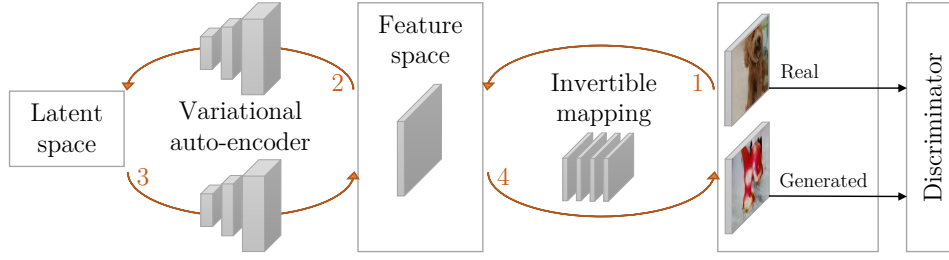 Latent
space
2
3
Variational
auto-encoder
Feature
space
Invertible
mapping
1
4
Real
Generated
Discriminator